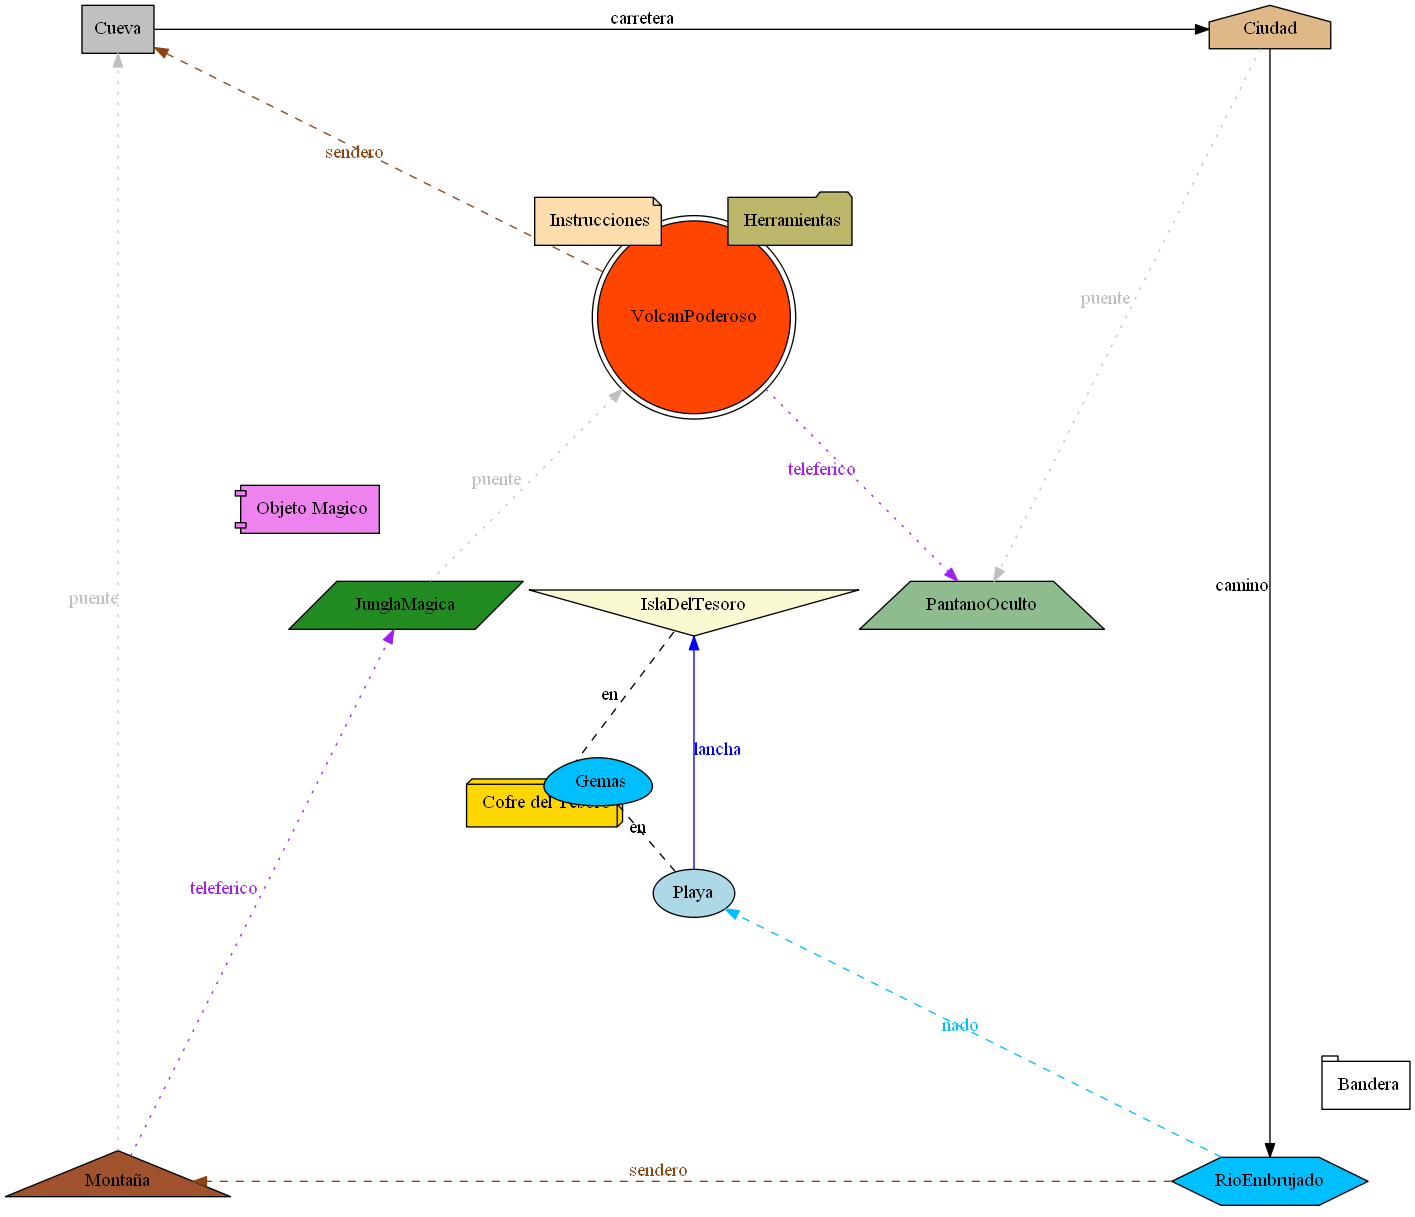 Cueva
carretera
Ciudad
sendero
Instrucciones
Herramientas
puente
VolcanPoderoso
teleferico
puente
Objeto Magico
camino
puente
JunglaMagica
IslaDelTesoro
PantanoOculto
en
lancha
Gemas
Cofre del Tesoro
en
teleferico
Playa
nado
Bandera
sendero
Montaña
RioEmbrujado